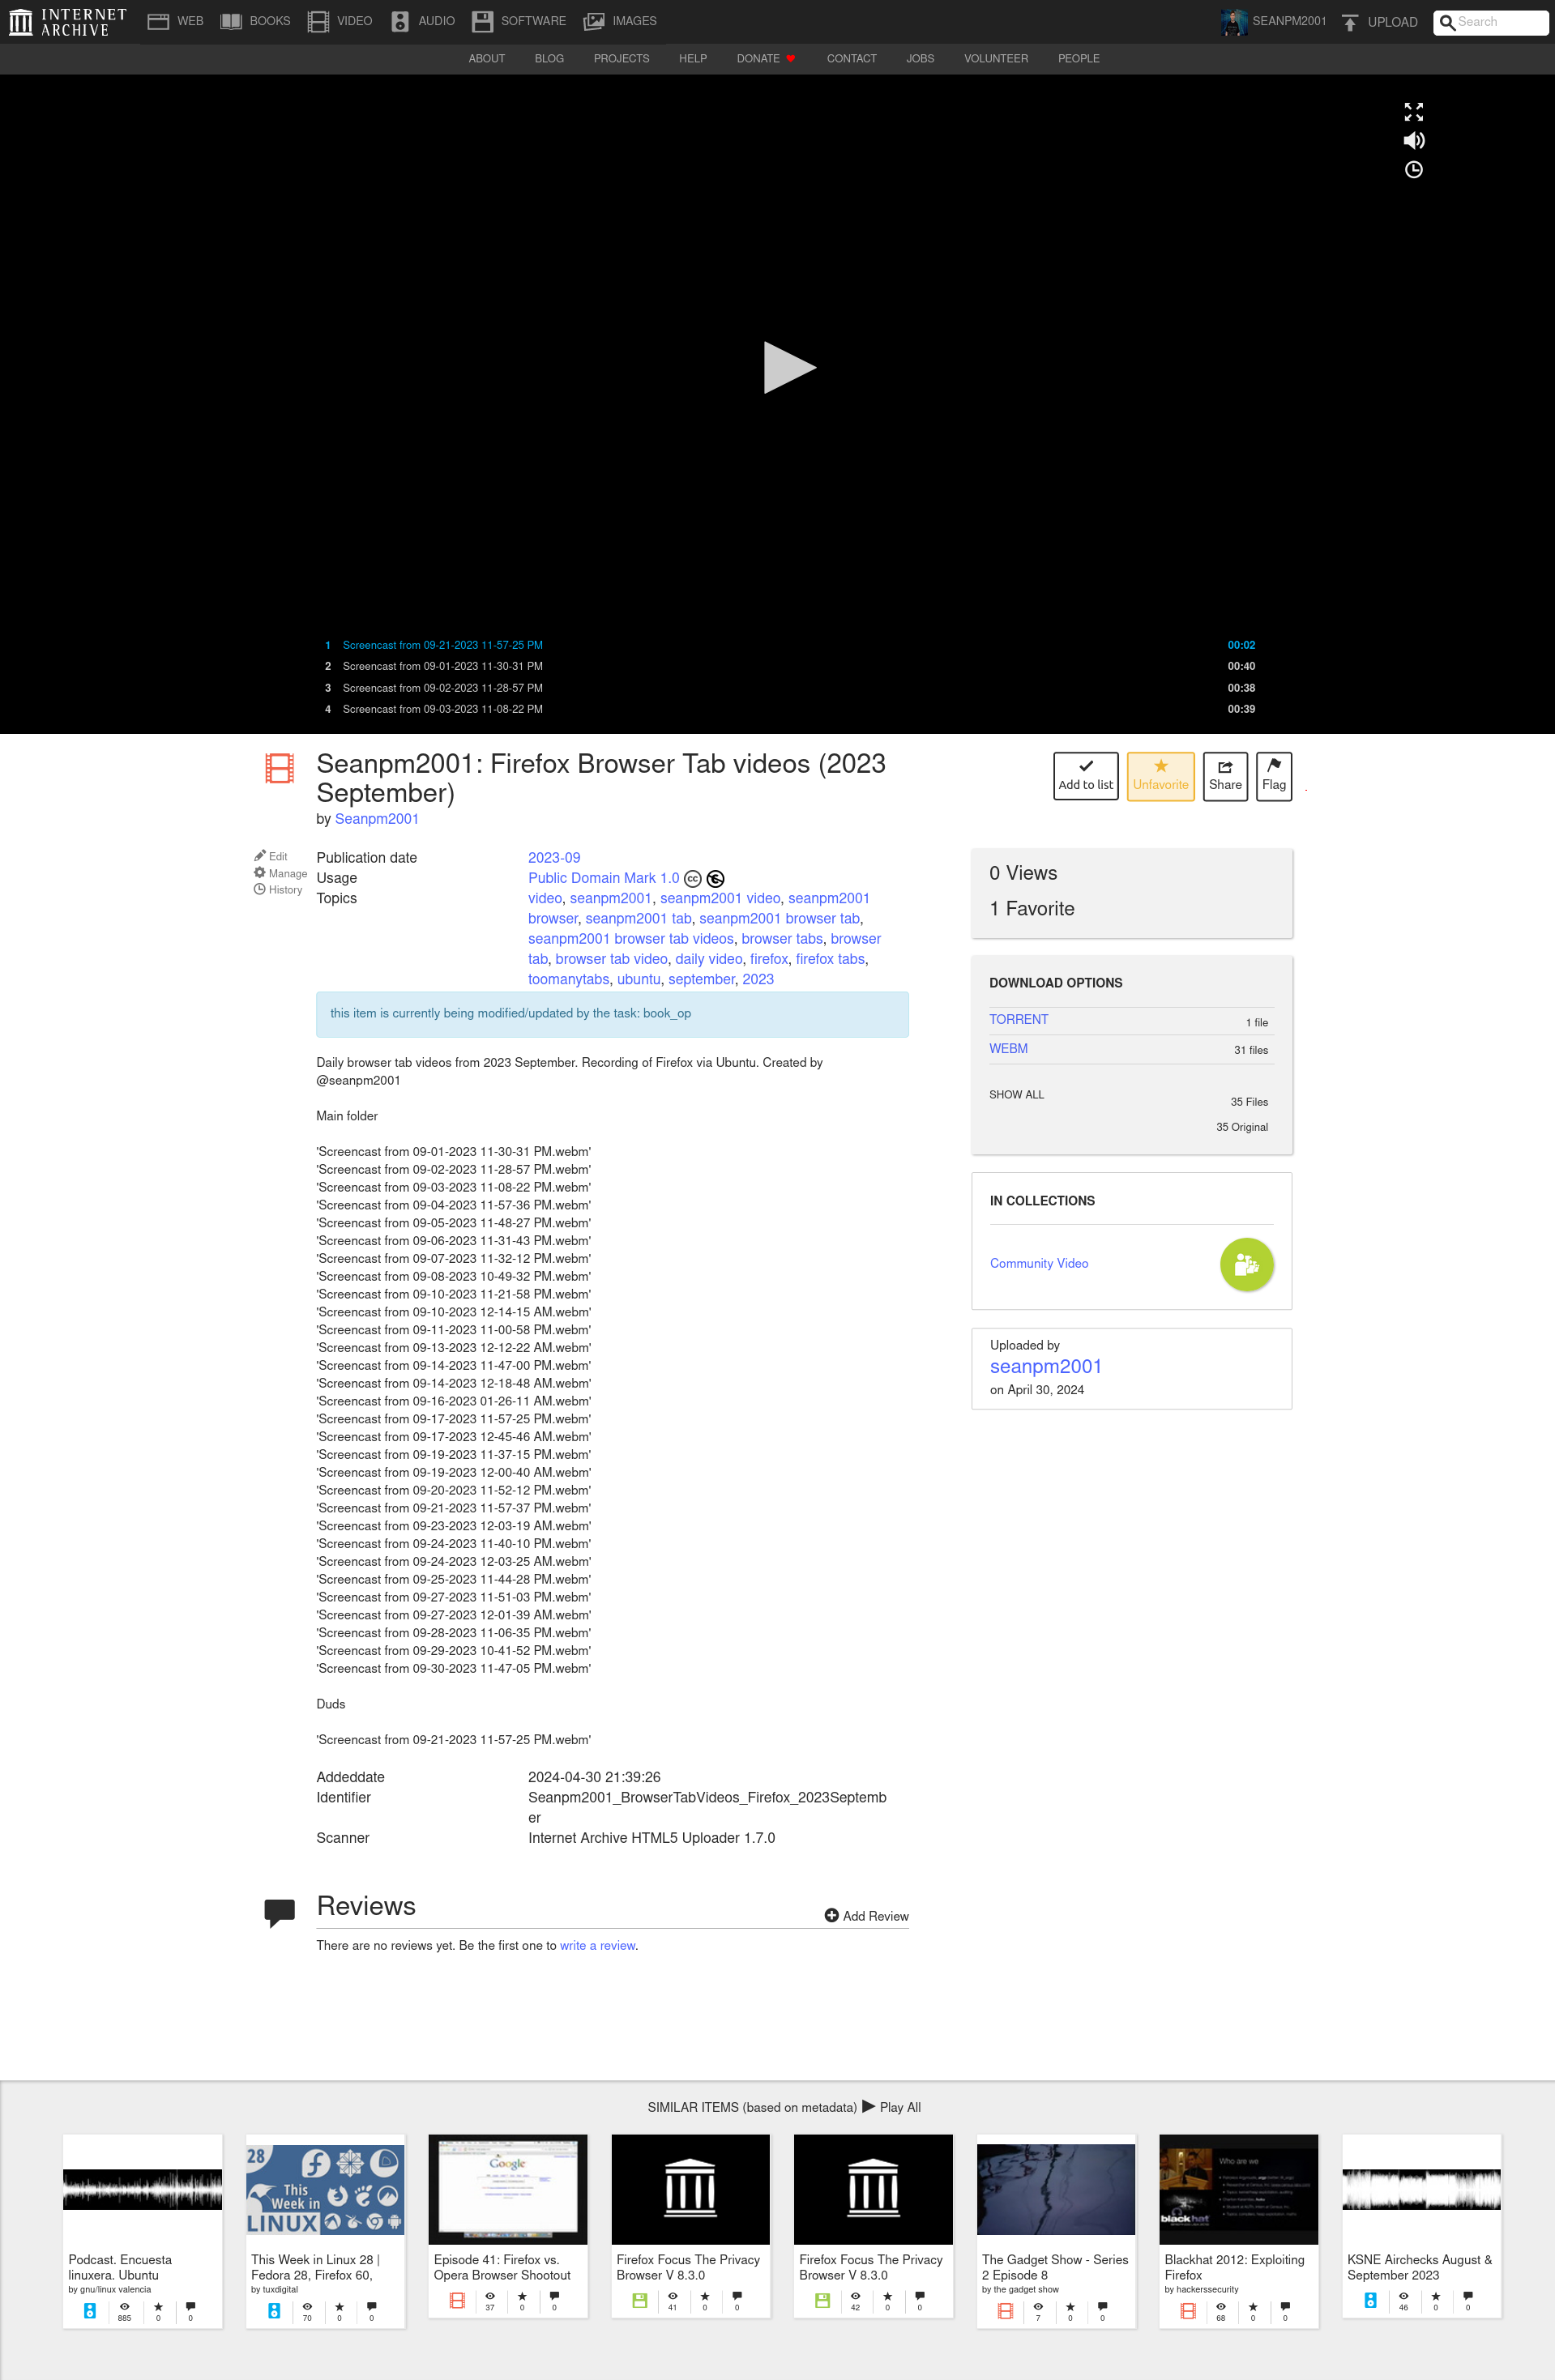 INTERNET ARCHIVE
WEB BOOKS VIDEO AUDIO SOFTWARE IMAGES SEANPM2001 UPLOAD Search
ABOUT BLOG PROJECTS HELP DONATE CONTACT JOBS VOLUNTEER PEOPLE
1 Screencast from 09-21-2023 11-57-25 PM 00:02
2 Screencast from 09-01-2023 11-30-31 PM 00:40
3 Screencast from 09-02-2023 11-28-57 PM 00:38
4 Screencast from 09-03-2023 11-08-22 PM 00:39
Seanpm2001: Firefox Browser Tab videos (2023
September)
by Seanpm2001
Add to list Unfavorite Share Flag
Edit
Manage
History
Publication date 2023-09
Usage Public Domain Mark 1.0
Topics video, seanpm2001, seanpm2001 video, seanpm2001
browser, seanpm2001 tab, seanpm2001 browser tab,
seanpm2001 browser tab videos, browser tabs, browser
tab, browser tab video, daily video, firefox, firefox tabs,
toomanytabs, ubuntu, september, 2023
this item is currently being modified/updated by the task: book_op
Daily browser tab videos from 2023 September. Recording of Firefox via Ubuntu. Created by
@seanpm2001
Main folder
'Screencast from 09-01-2023 11-30-31 PM.webm'
'Screencast from 09-02-2023 11-28-57 PM.webm'
'Screencast from 09-03-2023 11-08-22 PM.webm'
'Screencast from 09-04-2023 11-57-36 PM.webm'
'Screencast from 09-05-2023 11-48-27 PM.webm'
'Screencast from 09-06-2023 11-31-43 PM.webm'
'Screencast from 09-07-2023 11-32-12 PM.webm'
'Screencast from 09-08-2023 10-49-32 PM.webm'
'Screencast from 09-10-2023 11-21-58 PM.webm'
'Screencast from 09-10-2023 12-14-15 AM.webm'
'Screencast from 09-11-2023 11-00-58 PM.webm'
'Screencast from 09-13-2023 12-12-22 AM.webm'
'Screencast from 09-14-2023 11-47-00 PM.webm'
'Screencast from 09-14-2023 12-18-48 AM.webm'
'Screencast from 09-16-2023 01-26-11 AM.webm'
'Screencast from 09-17-2023 11-57-25 PM.webm'
'Screencast from 09-17-2023 12-45-46 AM.webm'
'Screencast from 09-19-2023 11-37-15 PM.webm'
'Screencast from 09-19-2023 12-00-40 AM.webm'
'Screencast from 09-20-2023 11-52-12 PM.webm'
'Screencast from 09-21-2023 11-57-37 PM.webm'
'Screencast from 09-23-2023 12-03-19 AM.webm'
'Screencast from 09-24-2023 11-40-10 PM.webm'
'Screencast from 09-24-2023 12-03-25 AM.webm'
'Screencast from 09-25-2023 11-44-28 PM.webm'
'Screencast from 09-27-2023 11-51-03 PM.webm'
'Screencast from 09-27-2023 12-01-39 AM.webm'
'Screencast from 09-28-2023 11-06-35 PM.webm'
'Screencast from 09-29-2023 10-41-52 PM.webm'
'Screencast from 09-30-2023 11-47-05 PM.webm'
Duds
'Screencast from 09-21-2023 11-57-25 PM.webm'
Addeddate 2024-04-30 21:39:26
Identifier Seanpm2001_BrowserTabVideos_Firefox_2023Septemb
er
Scanner Internet Archive HTML5 Uploader 1.7.0
0 Views
1 Favorite
DOWNLOAD OPTIONS
TORRENT 1 file
WEBM 31 files
SHOW ALL 35 Files
35 Original
IN COLLECTIONS
Community Video
Uploaded by
seanpm2001
on April 30, 2024
Reviews
Add Review
There are no reviews yet. Be the first one to write a review.
SIMILAR ITEMS (based on metadata) Play All
Podcast. Encuesta
linuxera. Ubuntu
by gnu/linux valencia
885 0 0
28
This
Week in
LINUX
This Week in Linux 28 |
Fedora 28, Firefox 60,
by tuxdigital
70 0 0
Google
Episode 41: Firefox vs.
Opera Browser Shootout
37 0 0
Firefox Focus The Privacy
Browser V 8.3.0
41 0 0
Firefox Focus The Privacy
Browser V 8.3.0
42 0 0
The Gadget Show - Series
2 Episode 8
by the gadget show
7 0 0
Who are we
blackhat
Blackhat 2012: Exploiting
Firefox
by hackerssecurity
68 0 0
KSNE Airchecks August &
September 2023
46 0 0